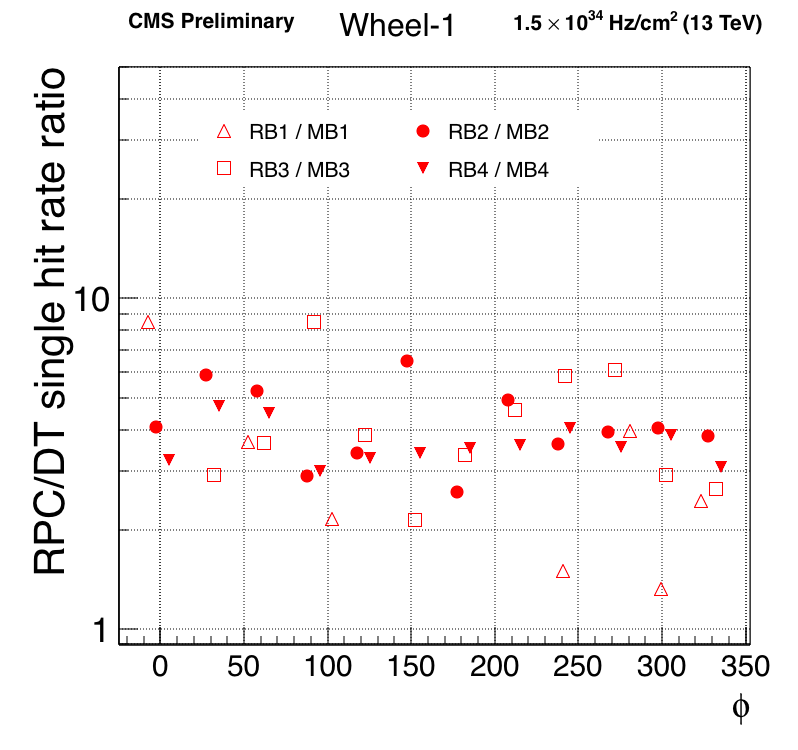 CMS Preliminary Wheel-1 1.5 × 10³⁴ Hz/cm² (13 TeV)
RPC/DT single hit rate ratio
RB1 / MB1 RB2 / MB2
RB3 / MB3 RB4 / MB4
10
1
0 50 100 150 200 250 300 350
ϕ